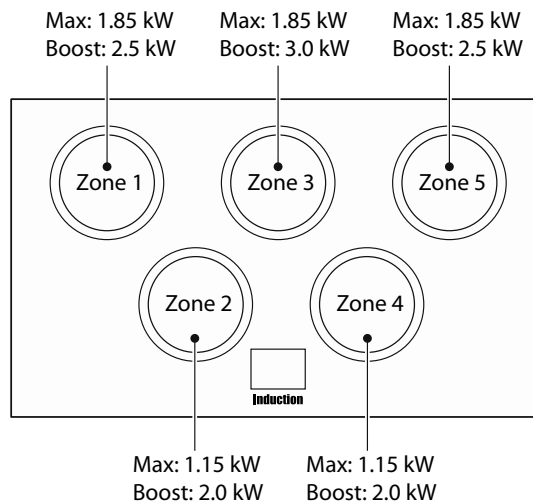 Max: 1.85 kW
Boost: 2.5 kW
Max: 1.85 kW
Boost: 3.0 kW
Max: 1.85 kW
Boost: 2.5 kW
Zone 1
Zone 3
Zone 5
Zone 2
Zone 4
Induction
Max: 1.15 kW
Boost: 2.0 kW
Max: 1.15 kW
Boost: 2.0 kW